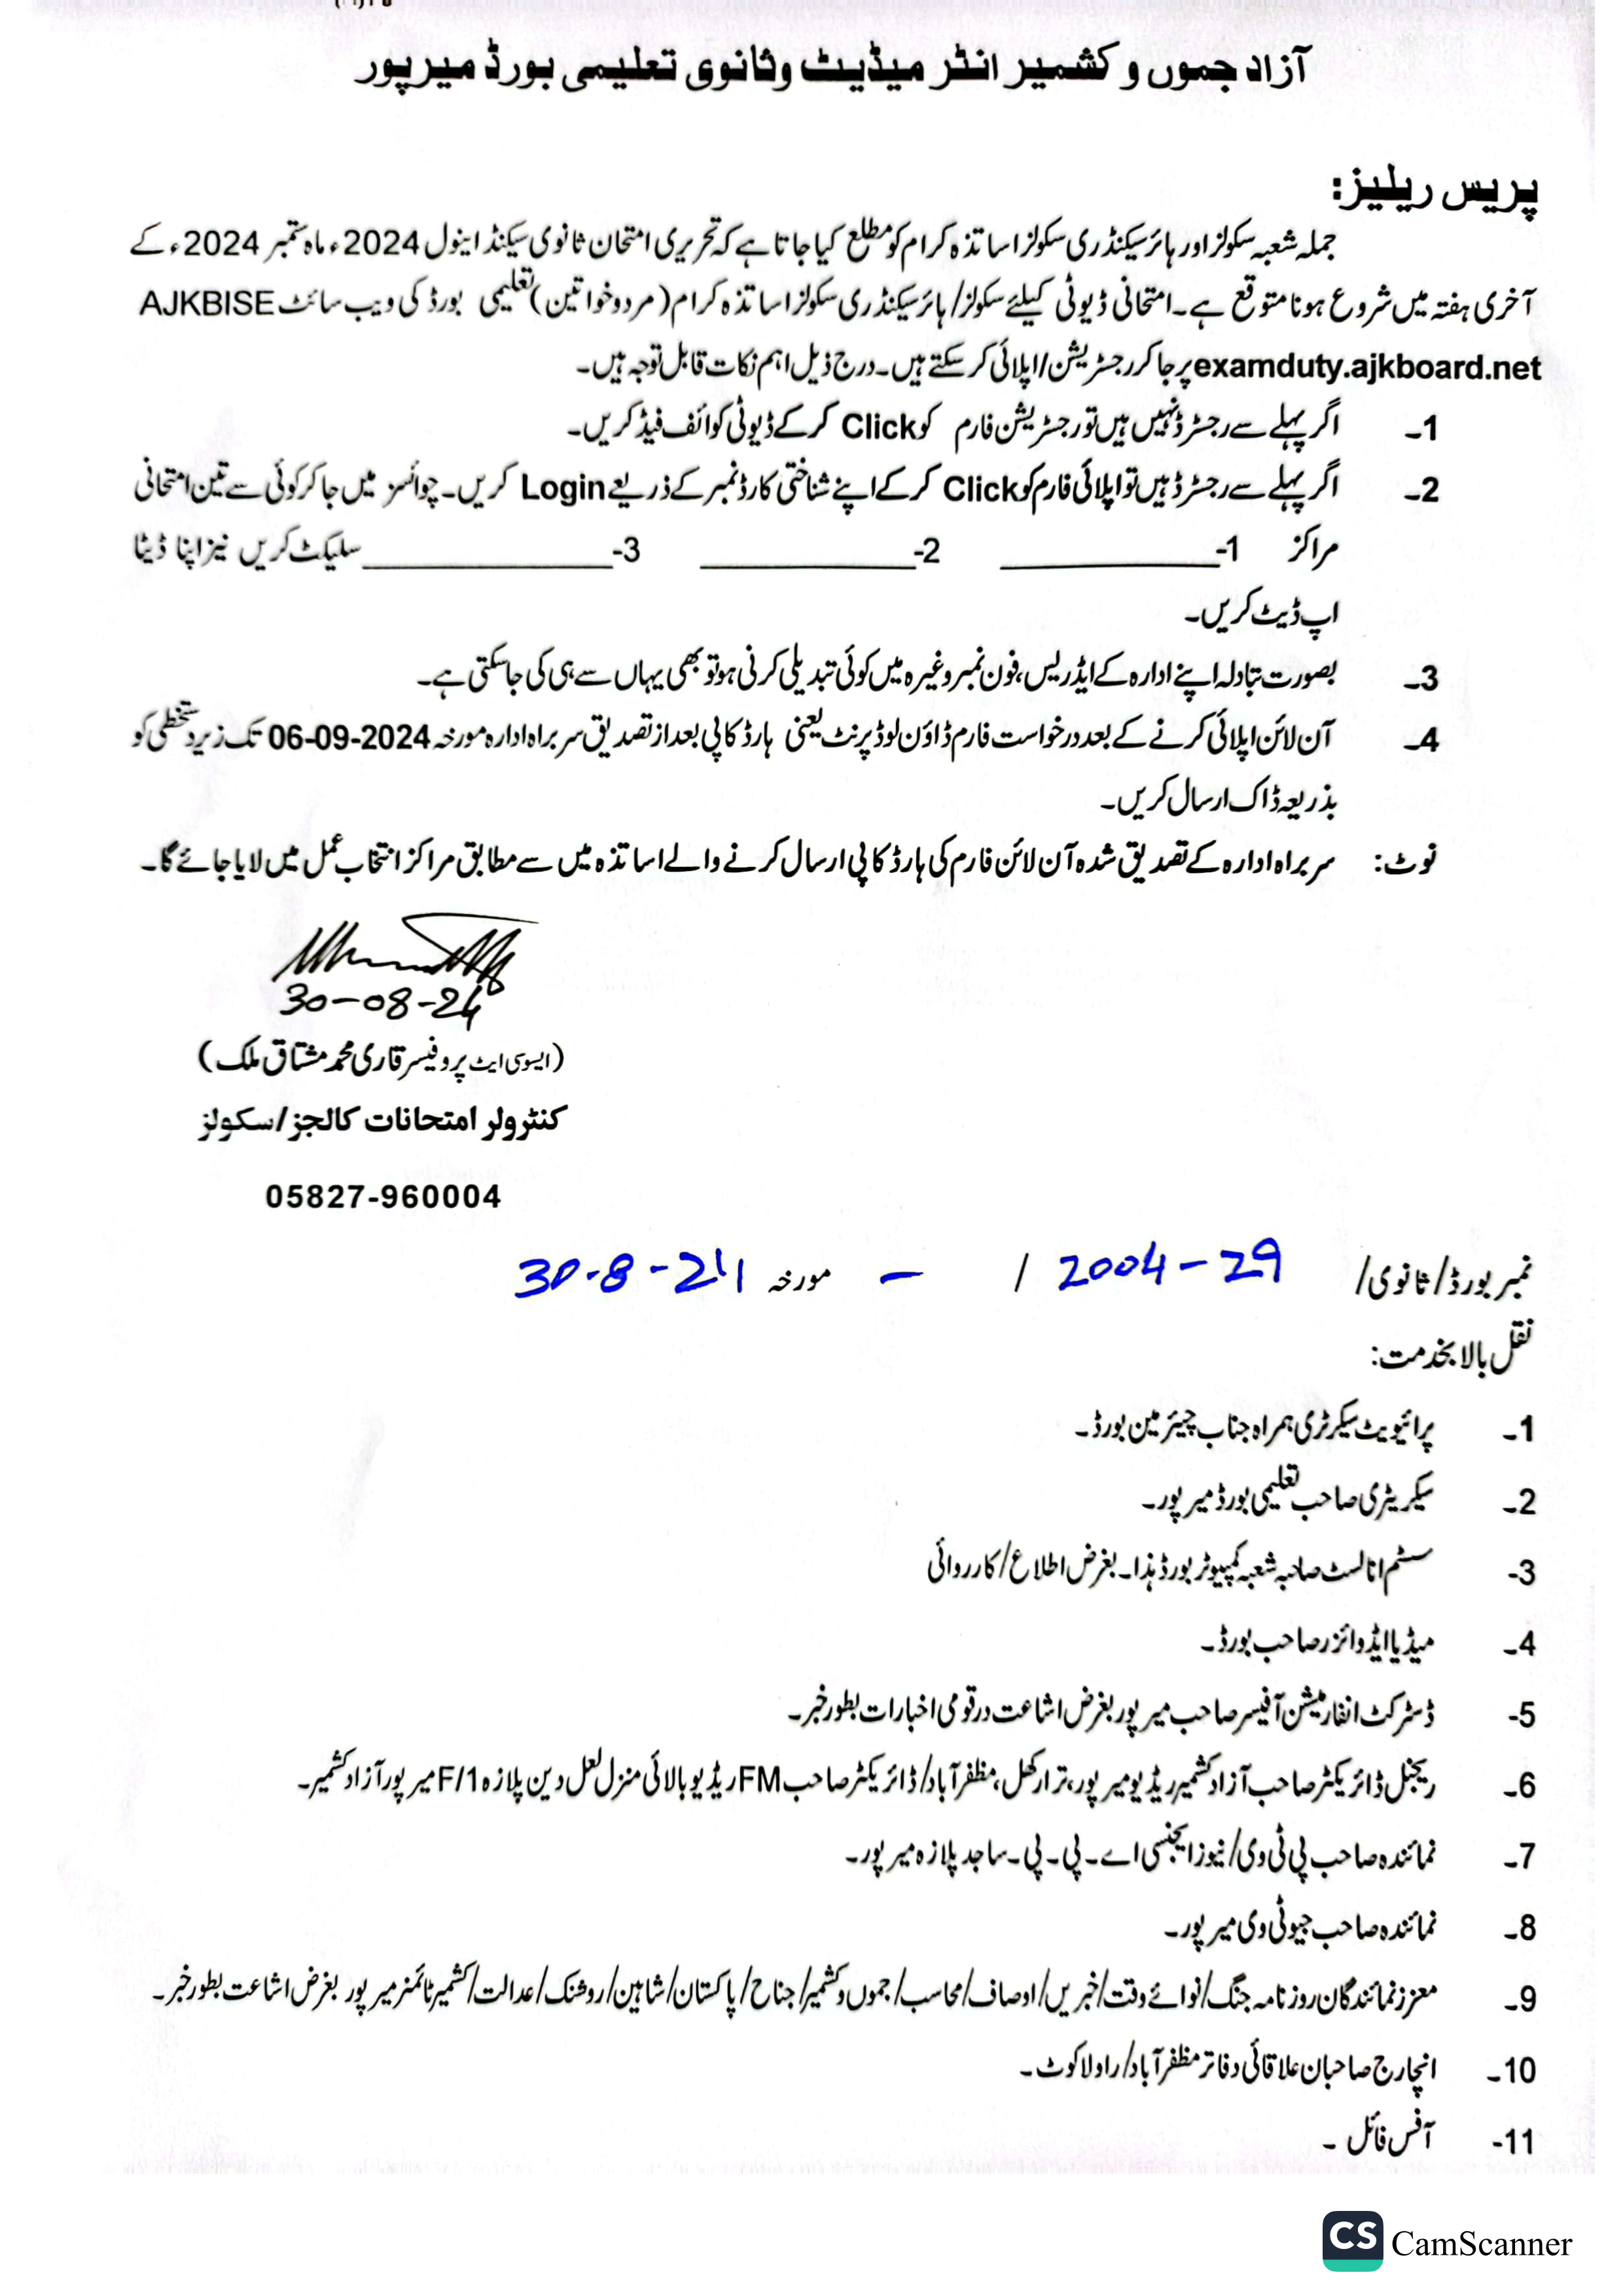 آزاد جموں و کشمیر انٹر میڈیٹ وثانوی تعلیمی بورڈ میرپور
پریس ریلیز:
جملہ شعبہ سکولز اور ہائر سیکنڈری سکولز اساتذہ کرام کو مطلع کیا جاتا ہے کہ تحریری امتحان ثانوی سیکنڈ اینول 2024ء ماہ ستمبر 2024ء کے
آخری ہفتہ میں شروع ہونا متوقع ہے۔ امتحانی ڈیوٹی کیلئے سکولز/ہائر سیکنڈری سکولز اساتذہ کرام (مرد و خواتین) تعلیمی بورڈ کی ویب سائٹ AJKBISE
examduty.ajkboard.net پر جا کر رجسٹریشن/اپلائی کر سکتے ہیں۔ درج ذیل اہم نکات قابل توجہ ہیں۔
1۔ اگر پہلے سے رجسٹرڈ نہیں ہیں تو رجسٹریشن فارم کو Click کر کے ڈیوٹی کوائف فیڈ کریں۔
2۔ اگر پہلے سے رجسٹرڈ ہیں تو اپلائی فارم کو Click کر کے اپنے شناختی کارڈ نمبر کے ذریعے Login کریں۔ چوائسز میں جا کر کوئی سے تین امتحانی
مراکز 1-____________ 2-____________ 3-______________ سلیکٹ کریں نیز اپنا ڈیٹا
اپ ڈیٹ کریں۔
3۔ بصورت تبادلہ اپنے ادارہ کے ایڈریس، فون نمبر وغیرہ میں کوئی تبدیلی کرنی ہو تو بھی یہاں سے ہی کی جا سکتی ہے۔
4۔ آن لائن اپلائی کرنے کے بعد درخواست فارم ڈاؤن لوڈ پرنٹ یعنی ہارڈ کاپی بعد از تصدیق سربراہ ادارہ مورخہ 06-09-2024 تک زیر دستخطی کو
بذریعہ ڈاک ارسال کریں۔
نوٹ: سربراہ ادارہ کے تصدیق شدہ آن لائن فارم کی ہارڈ کاپی ارسال کرنے والے اساتذہ میں سے مطابق مراکز انتخاب عمل میں لایا جائے گا۔
30-08-24
(ایسوسی ایٹ پروفیسر قاری محمد مشتاق ملک)
کنٹرولر امتحانات کالجز/سکولز
05827-960004
نمبر بورڈ/ثانوی/ 2004-29 / — مورخہ 30-8-24
نقل بالا بخدمت:
1۔ پرائیویٹ سیکرٹری ہمراہ جناب چیئرمین بورڈ۔
2۔ سیکریٹری صاحب تعلیمی بورڈ میرپور۔
3- سسٹم انالسٹ صاحبہ شعبہ کمپیوٹر بورڈ ہذا۔ بغرض اطلاع/کارروائی
4۔ میڈیا ایڈوائزر صاحب بورڈ۔
5- ڈسٹرکٹ انفارمیشن آفیسر صاحب میرپور بغرض اشاعت در قومی اخبارات بطور خبر۔
6۔ ریجنل ڈائریکٹر صاحب آزاد کشمیر ریڈیو میرپور، تراڑکھل، مظفرآباد/ڈائریکٹر صاحب FM ریڈیو بالائی منزل لعل دین پلازہ F/1 میرپور آزاد کشمیر۔
7۔ نمائندہ صاحب پی ٹی وی/نیوز ایجنسی اے۔پی۔پی۔ساجد پلازہ میرپور۔
8۔ نمائندہ صاحب جیو ٹی وی میرپور۔
9۔ معزز نمائندگان روزنامہ جنگ/نوائے وقت/خبریں/اوصاف/محاسب/جموں و کشمیر/جناح/پاکستان/شاہین/روشنک/عدالت/کشمیر ٹائمز میرپور بغرض اشاعت بطور خبر۔
10۔ انچارج صاحبان علاقائی دفاتر مظفرآباد/راولاکوٹ۔
11- آفس فائل۔
CS CamScanner